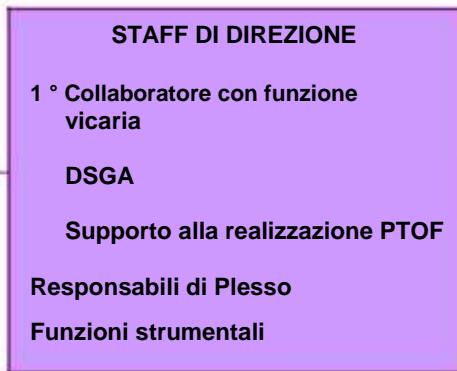 STAFF DI DIREZIONE
1 ° Collaboratore con funzione
vicaria
DSGA
Supporto alla realizzazione PTOF
Responsabili di Plesso
Funzioni strumentali